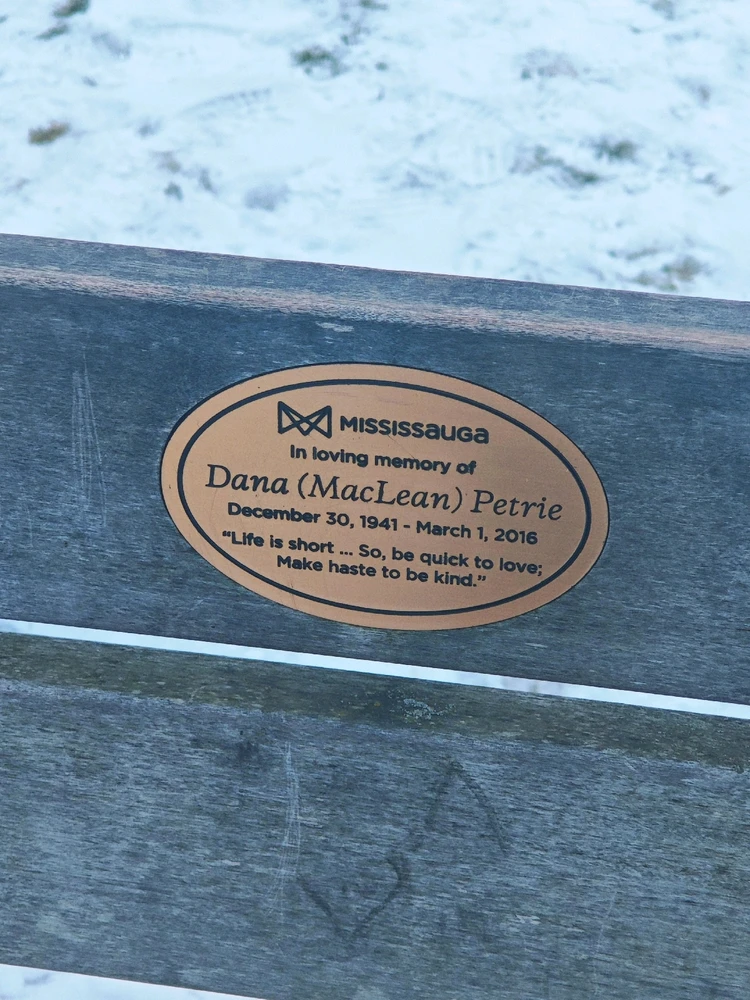 MISSISSAUGA
In loving memory of
Dana (MacLean) Petrie
December 30, 1941 - March 1, 2016
“Life is short ... So, be quick to love;
Make haste to be kind.”